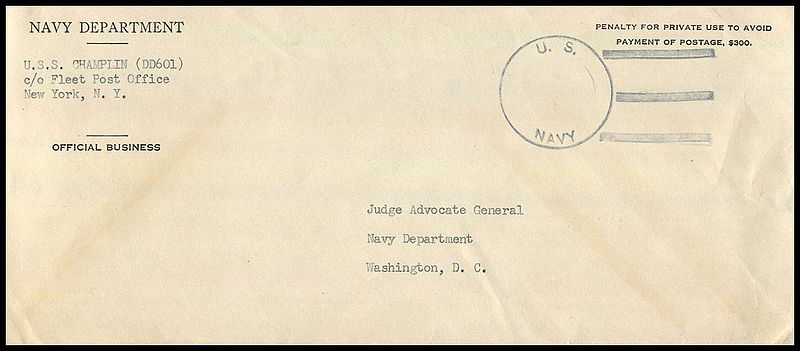 NAVY DEPARTMENT
U.S.S. CHAMPLIN (DD601)
c/o Fleet Post Office
New York, N. Y.
OFFICIAL BUSINESS
PENALTY FOR PRIVATE USE TO AVOID
PAYMENT OF POSTAGE, $300.
U. S.
NAVY
Judge Advocate General
Navy Department
Washington, D. C.